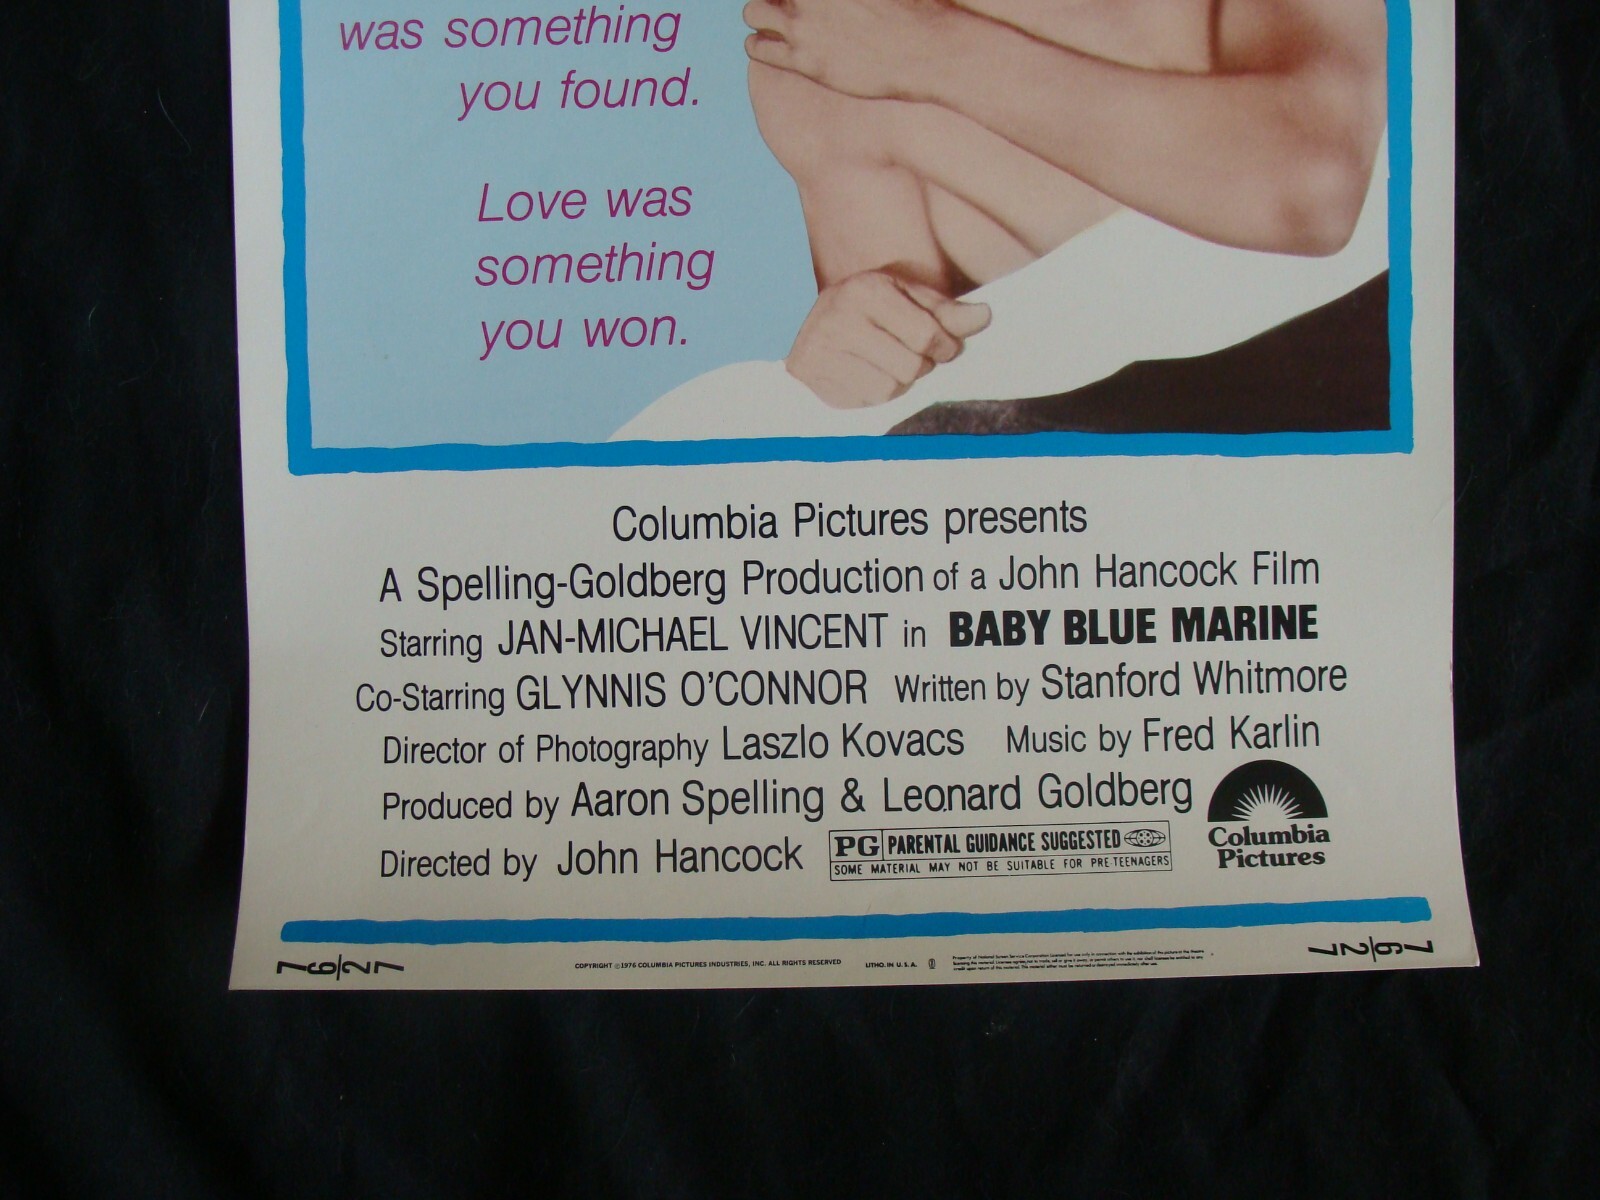 was something
you found.
Love was
something
you won.
Columbia Pictures presents
A Spelling-Goldberg Production of a John Hancock Film
Starring JAN-MICHAEL VINCENT in BABY BLUE MARINE
Co-Starring GLYNNIS O'CONNOR Written by Stanford Whitmore
Director of Photography Laszlo Kovacs Music by Fred Karlin
Produced by Aaron Spelling & Leonard Goldberg
Directed by John Hancock
PG PARENTAL GUIDANCE SUGGESTED
SOME MATERIAL MAY NOT BE SUITABLE FOR PRE-TEENAGERS
Columbia
Pictures
76/27
COPYRIGHT © 1976 COLUMBIA PICTURES INDUSTRIES, INC. ALL RIGHTS RESERVED
LITHO. IN U.S.A.
76/27